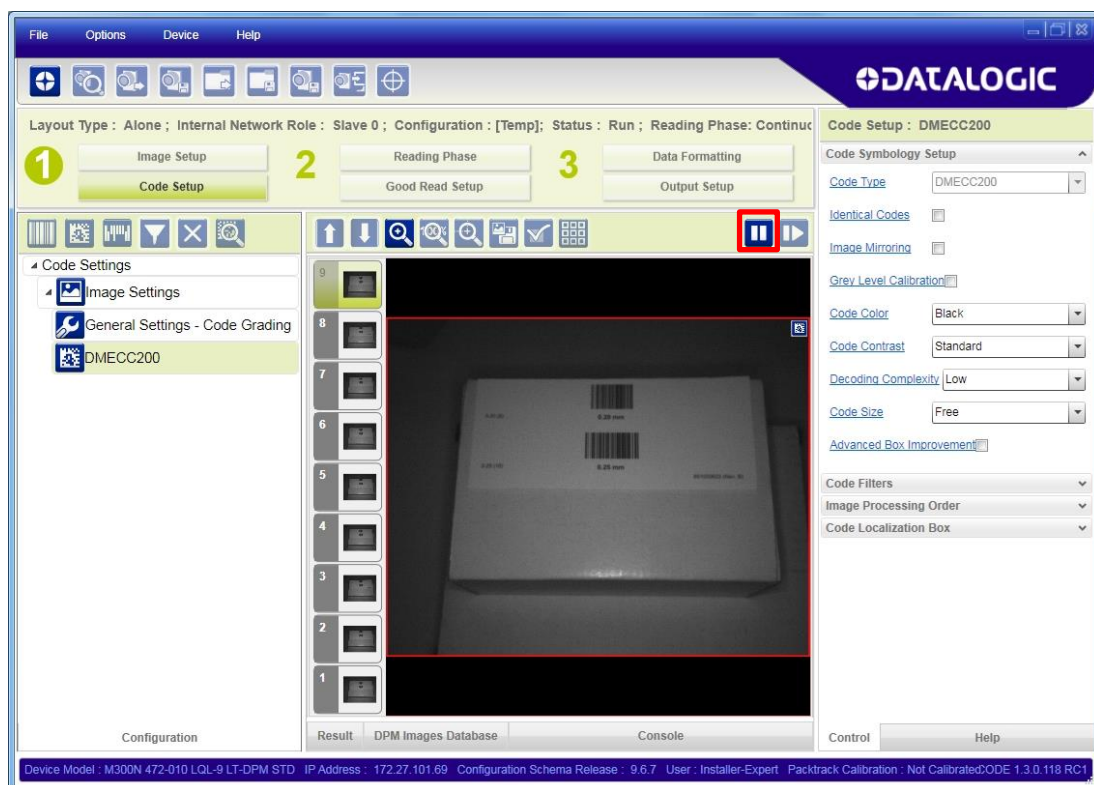 File Options Device Help
DATALOGIC
Layout Type : Alone ; Internal Network Role : Slave 0 ; Configuration : [Temp]; Status : Run ; Reading Phase: Continuo
1 Image Setup 2 Reading Phase 3 Data Formatting
Code Setup Good Read Setup Output Setup
Code Settings
Image Settings
General Settings - Code Grading
DMECC200
Configuration
100%
9
8
7
6
5
4
3
2
1
0.20 mm
0.25 mm
Result DPM Images Database Console
Code Setup : DMECC200
Code Symbology Setup
Code Type DMECC200
Identical Codes
Image Mirroring
Grey Level Calibration
Code Color Black
Code Contrast Standard
Decoding Complexity Low
Code Size Free
Advanced Box Improvement
Code Filters
Image Processing Order
Code Localization Box
Control Help
Device Model : M300N 472-010 LQL-9 LT-DPM STD IP Address : 172.27.101.69 Configuration Schema Release : 9.6.7 User : Installer-Expert Packtrack Calibration : Not Calibrated CODE 1.3.0.118 RC1